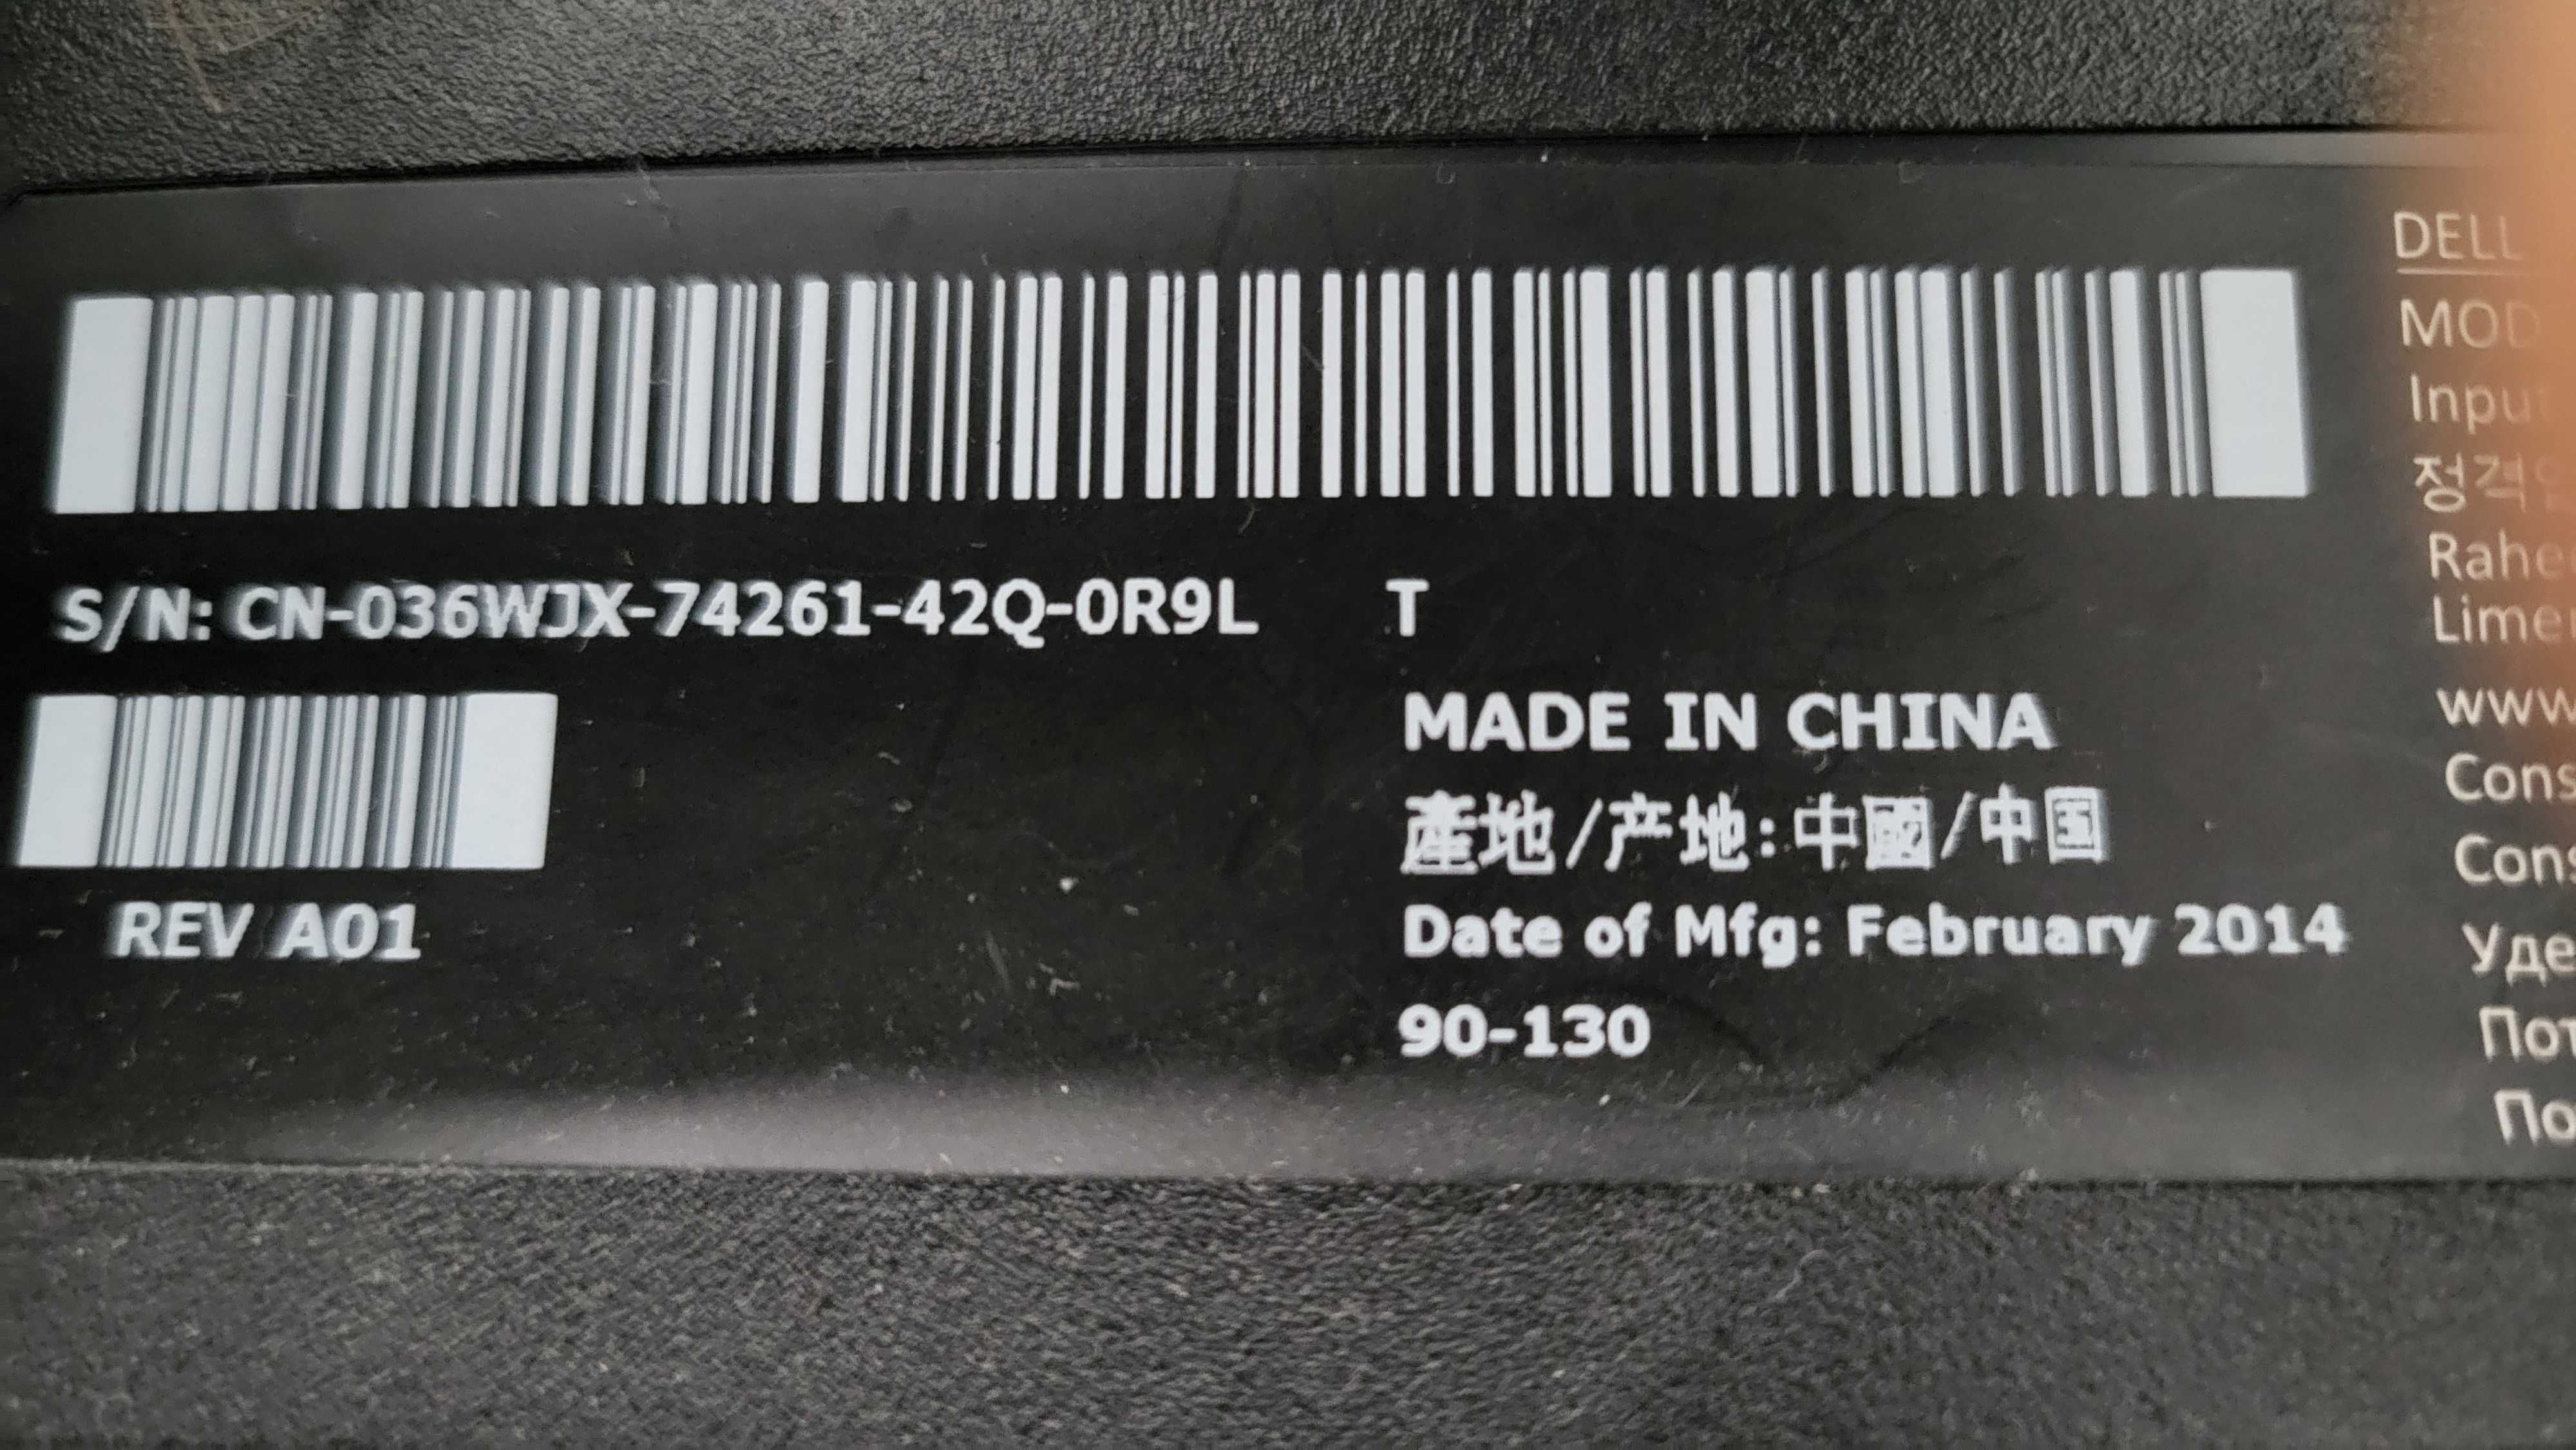 S/N: CN-036WJX-74261-42Q-0R9L T
REV A01
MADE IN CHINA
產地/产地:中國/中国
Date of Mfg: February 2014
90-130
DELL